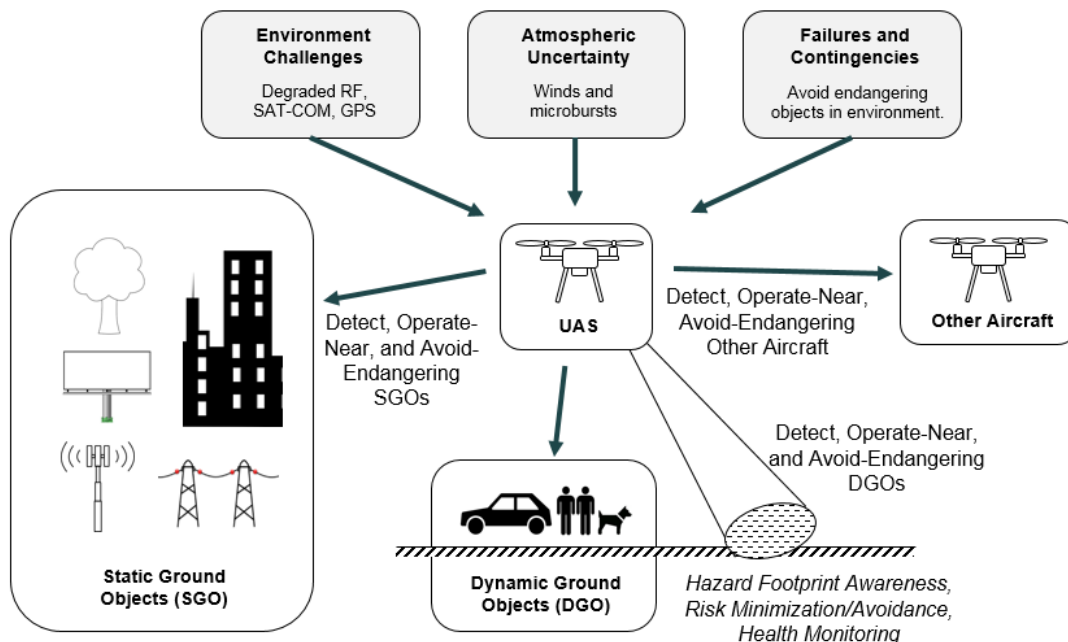 Environment
Challenges
Degraded RF,
SAT-COM, GPS
Atmospheric
Uncertainty
Winds and
microbursts
Failures and
Contingencies
Avoid endangering
objects in environment.
UAS
Other Aircraft
Detect, Operate-
Near, and Avoid-
Endangering
SGOs
Detect, Operate-Near,
Avoid-Endangering
Other Aircraft
Detect, Operate-Near,
and Avoid-Endangering
DGOs
Static Ground
Objects (SGO)
Dynamic Ground
Objects (DGO)
Hazard Footprint Awareness,
Risk Minimization/Avoidance,
Health Monitoring